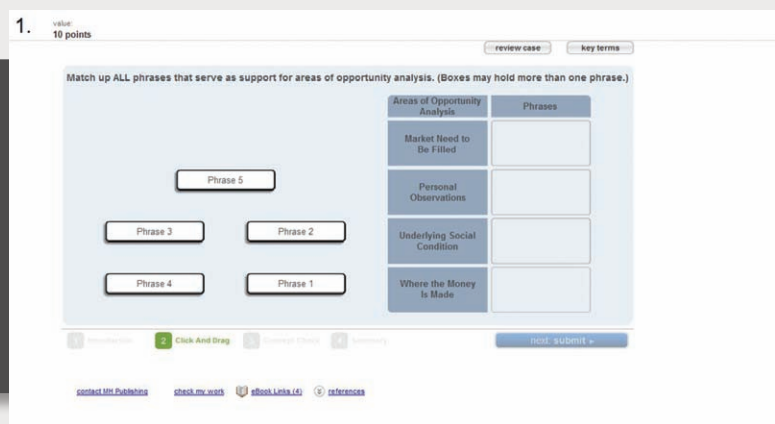 1.
value:
10 points
review case
key terms
Match up ALL phrases that serve as support for areas of opportunity analysis. (Boxes may hold more than one phrase.)
Areas of Opportunity
Analysis
Phrases
Market Need to
Be Filled
Phrase 5
Personal
Observations
Phrase 3
Phrase 2
Underlying Social
Condition
Phrase 4
Phrase 1
Where the Money
Is Made
1
2 Click And Drag
next: submit »
contact MH Publishing
check my work
eBook Links (4)
references